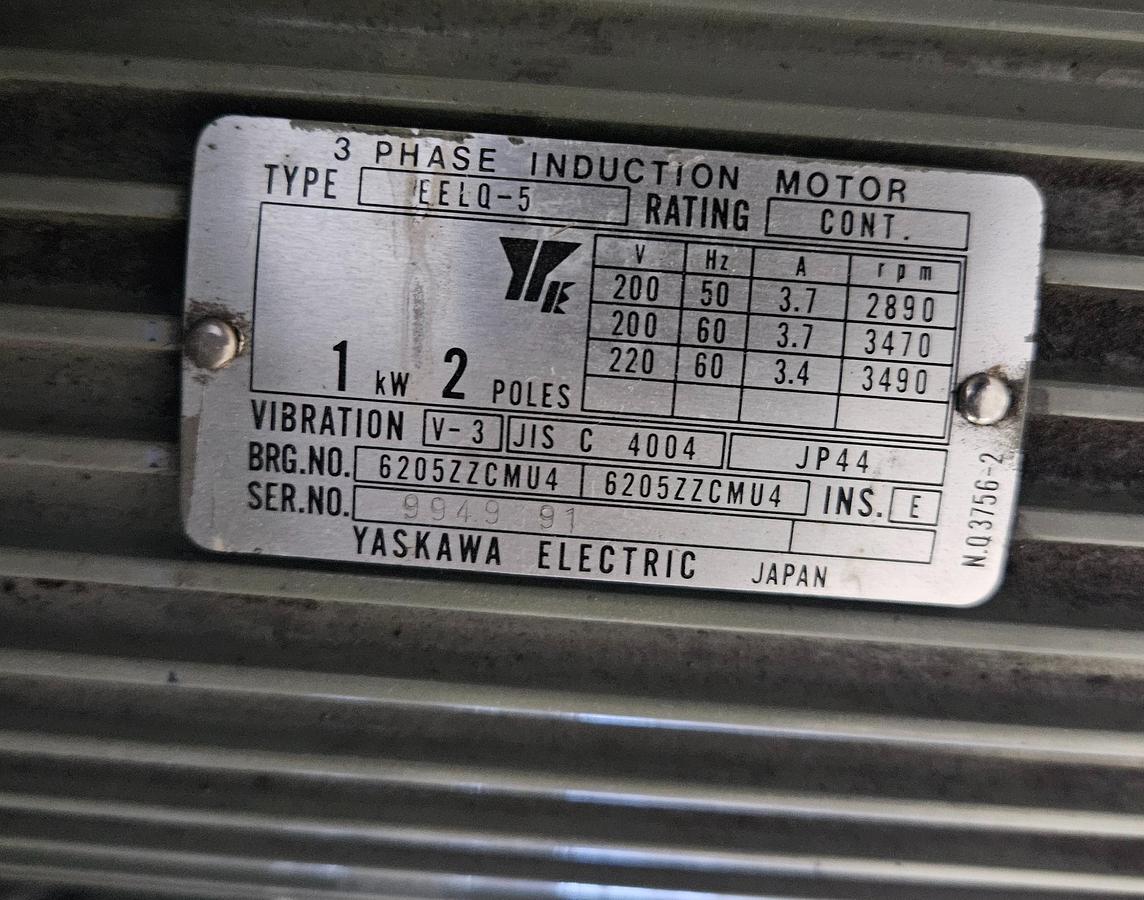 3 PHASE INDUCTION MOTOR
TYPE EELQ-5 RATING CONT.
V Hz A rpm
200 50 3.7 2890
200 60 3.7 3470
220 60 3.4 3490
1 kW 2 POLES
VIBRATION V-3 JIS C 4004 JP44
BRG.NO. 6205ZZCMU4 6205ZZCMU4 INS. E
SER.NO. 9949 91
YASKAWA ELECTRIC JAPAN
N.Q3756-2